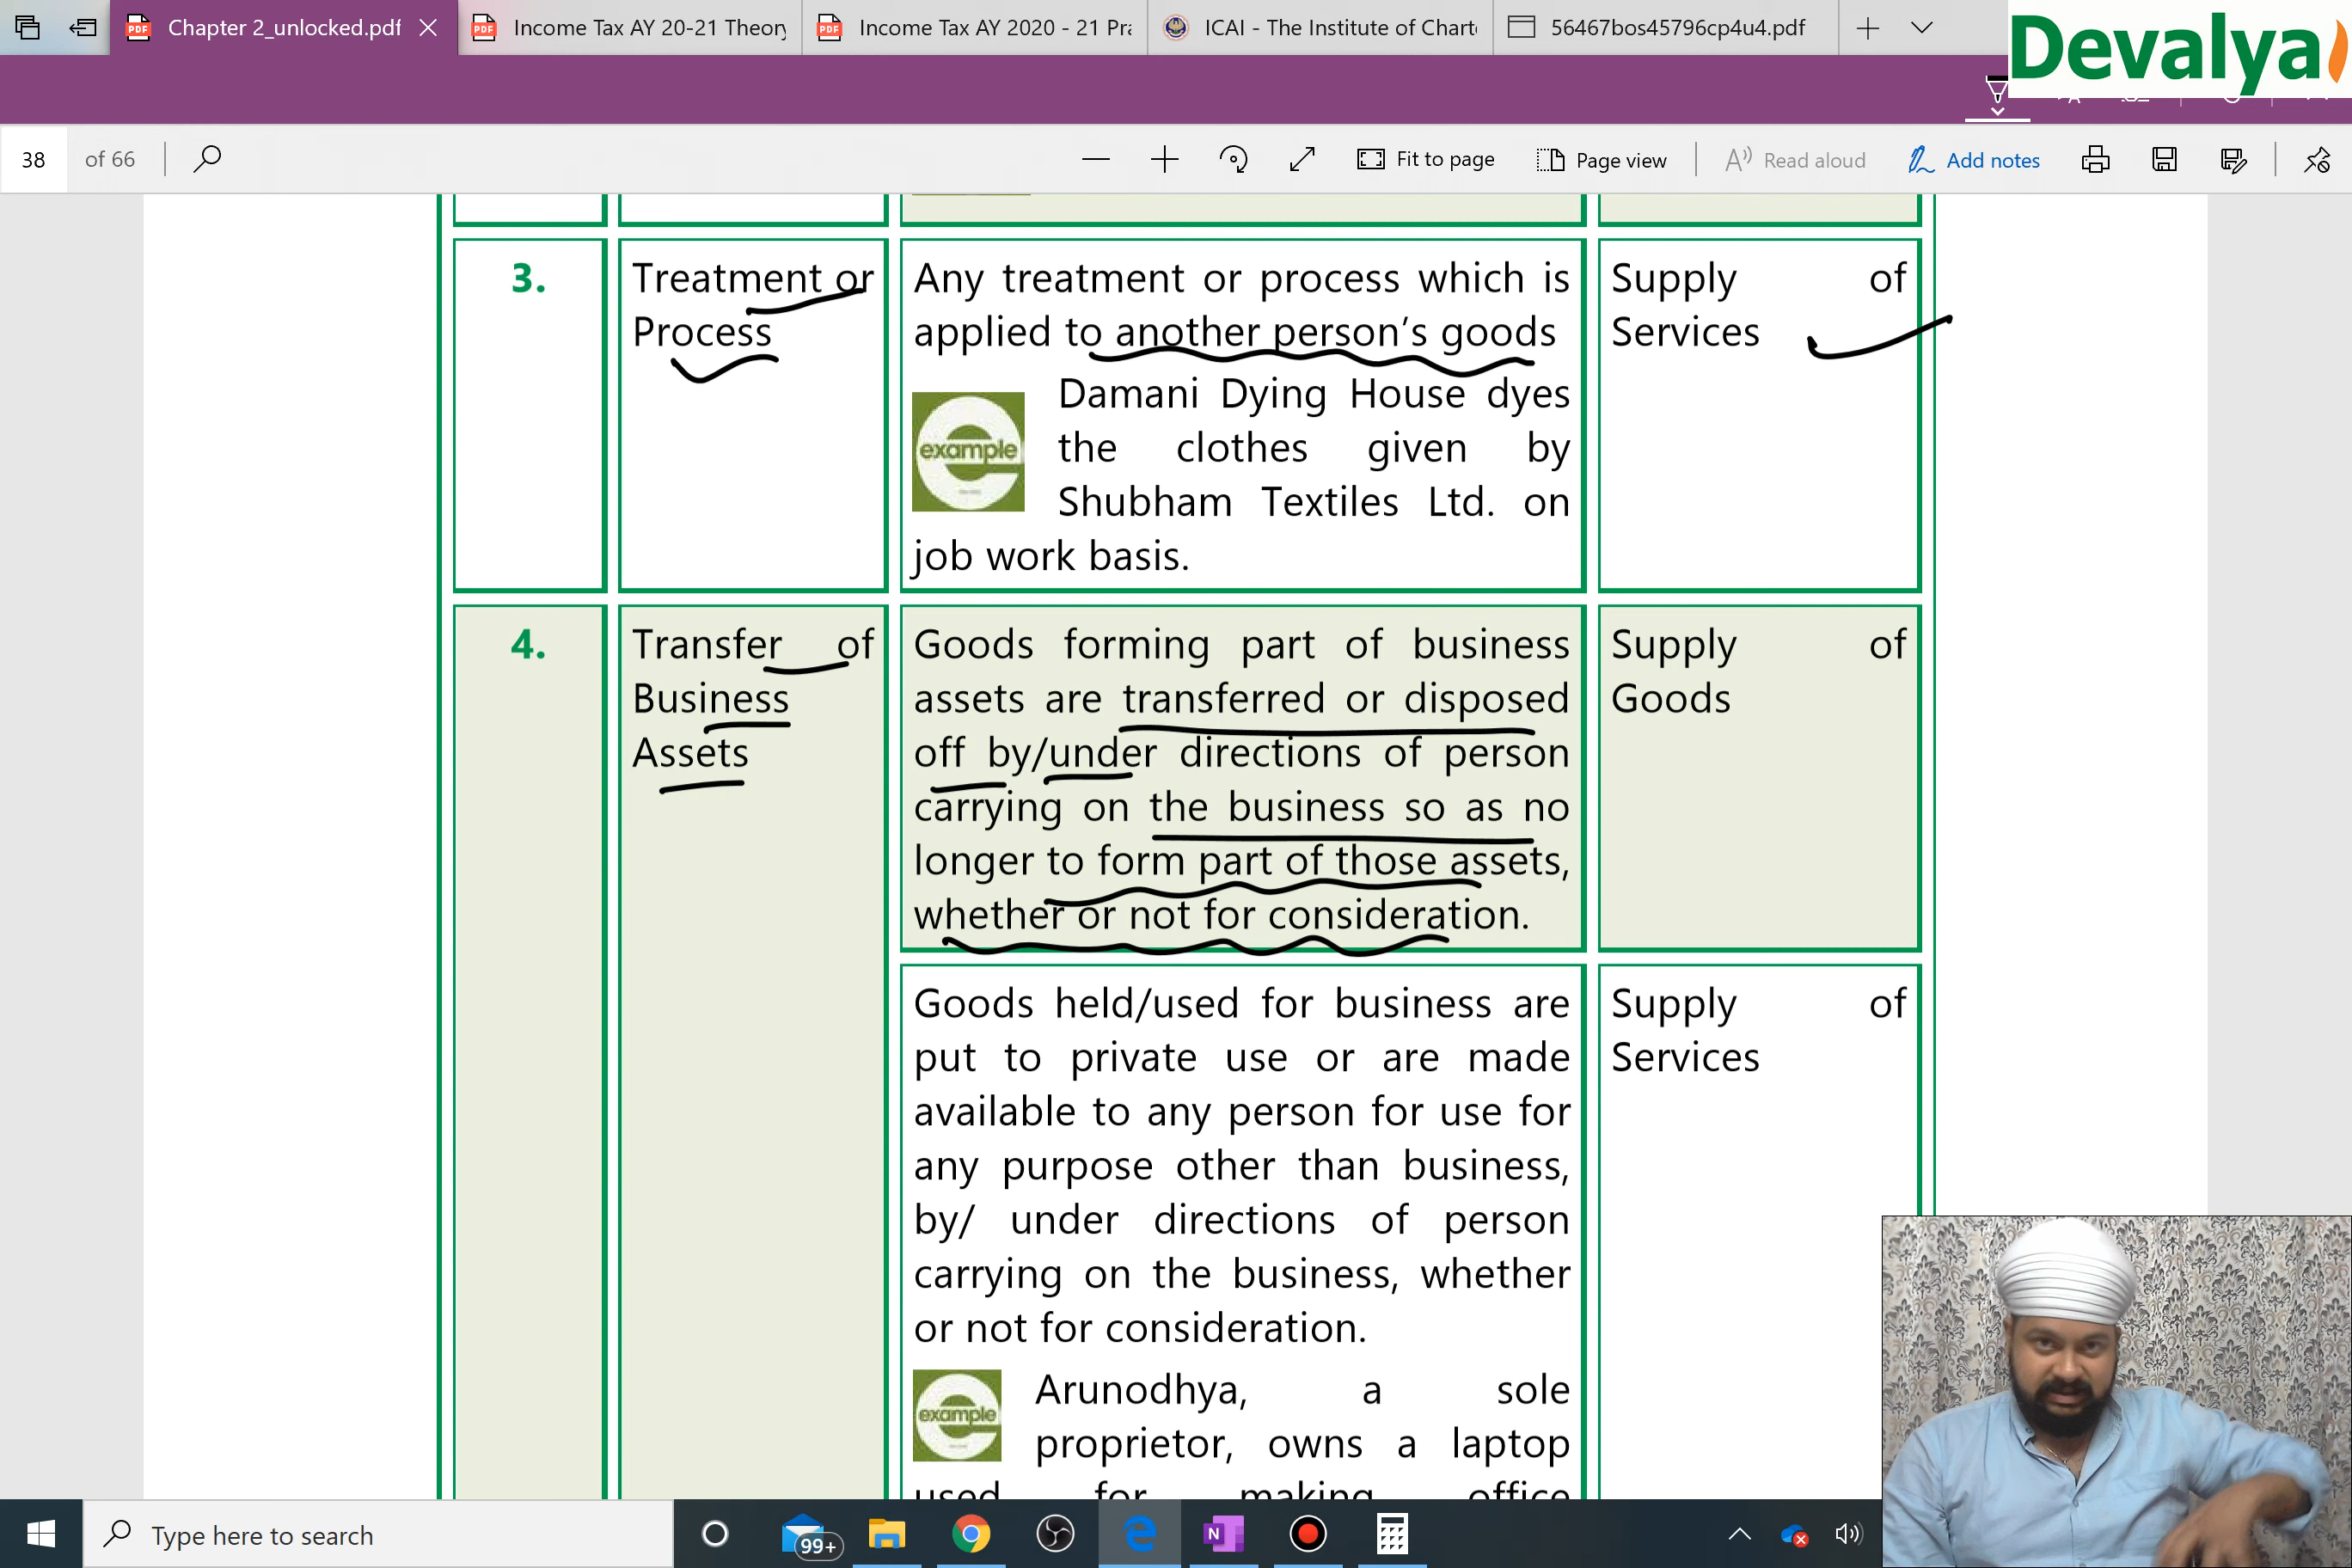 Chapter 2_unlocked.pdf
Income Tax AY 20-21 Theory
Income Tax AY 2020 - 21 Pra
ICAI - The Institute of Charte
56467bos45796cp4u4.pdf
Devalya
38 of 66
Fit to page
Page view
Read aloud
Add notes
3.
Treatment or
Process
Any treatment or process which is
applied to another person's goods
example
Damani Dying House dyes
the clothes given by
Shubham Textiles Ltd. on
job work basis.
Supply of
Services
4.
Transfer of
Business
Assets
Goods forming part of business
assets are transferred or disposed
off by/under directions of person
carrying on the business so as no
longer to form part of those assets,
whether or not for consideration.
Supply of
Goods
Goods held/used for business are
put to private use or are made
available to any person for use for
any purpose other than business,
by/ under directions of person
carrying on the business, whether
or not for consideration.
example
Arunodhya, a sole
proprietor, owns a laptop
used for making office
Supply of
Services
Type here to search
99+